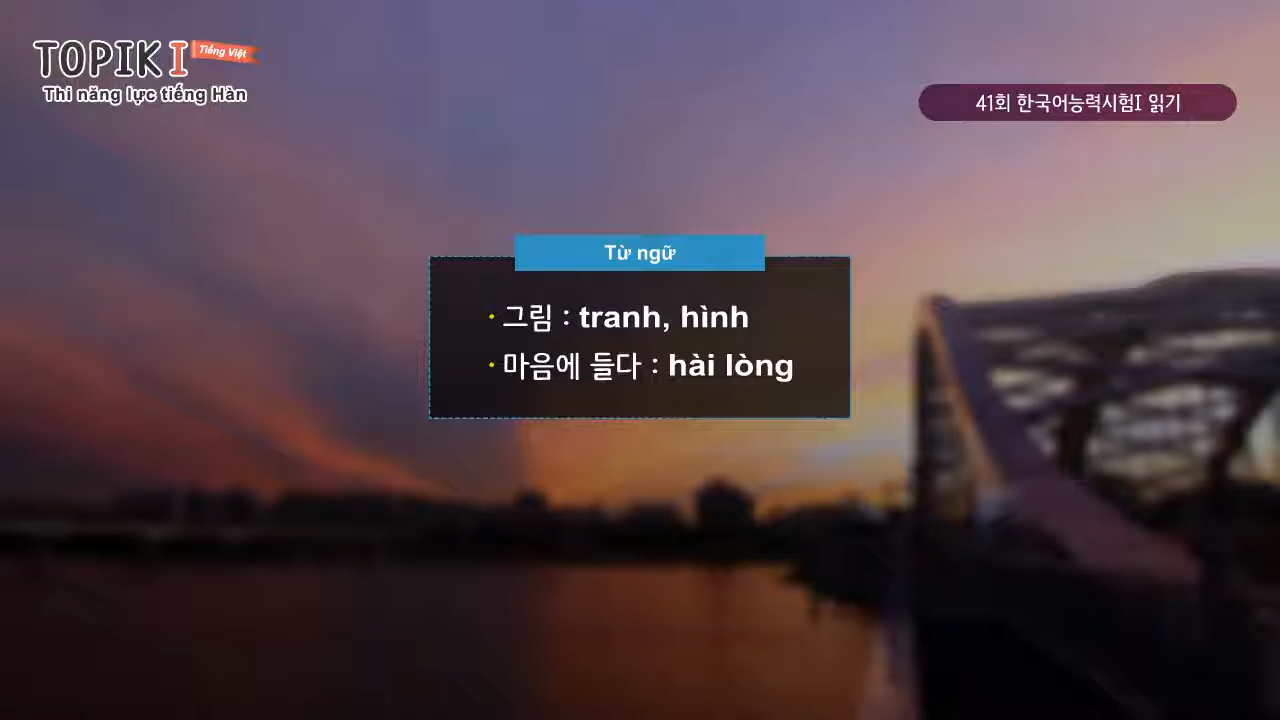 TOPIK I Tiếng Việt
Thi năng lực tiếng Hàn
41회 한국어능력시험I 읽기
Từ ngữ
· 그림 : tranh, hình
· 마음에 들다 : hài lòng